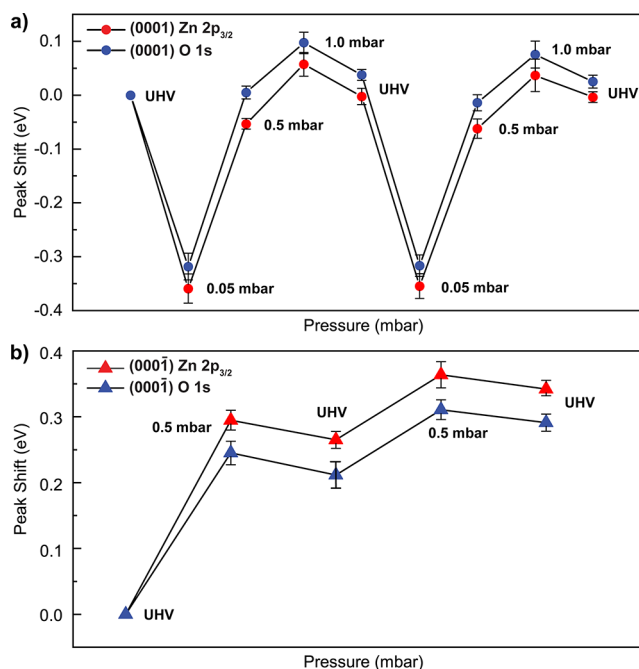 a)
(0001) Zn 2p3/2
(0001) O 1s
0.1
0.0
-0.1
-0.3
-0.3
-0.4
Peak Shift (eV)
UHV
0.05 mbar
0.5 mbar
1.0 mbar
UHV
0.05 mbar
0.5 mbar
1.0 mbar
UHV
Pressure (mbar)
b)
(0001̄) Zn 2p3/2
(0001̄) O 1s
0.4
0.3
0.2
0.1
0.0
Peak Shift (eV)
UHV
0.5 mbar
UHV
0.5 mbar
UHV
Pressure (mbar)